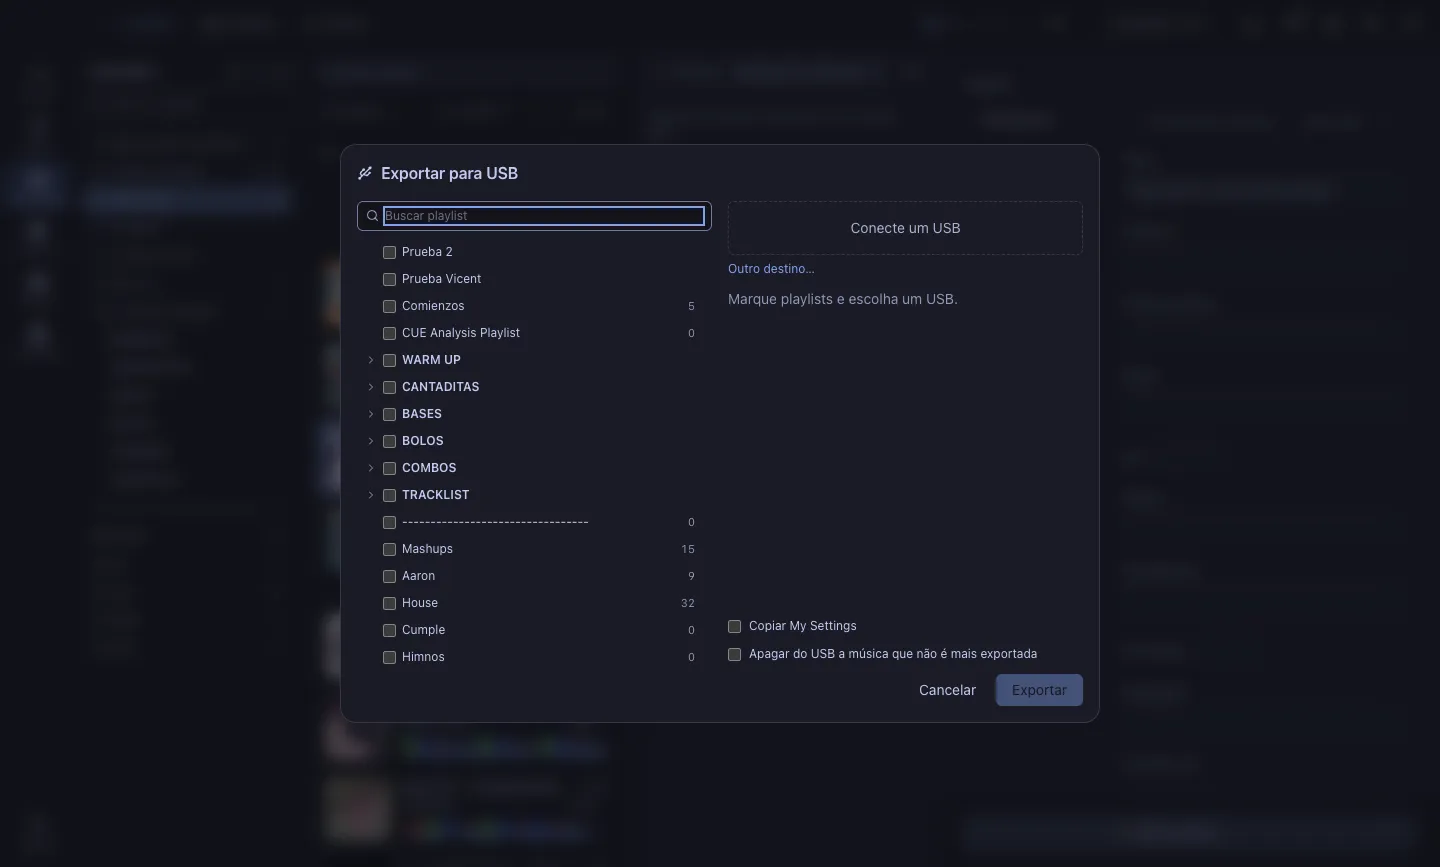 Exportar para USB
Buscar playlist
Prueba 2
Prueba Vicent
Comienzos 5
CUE Analysis Playlist 0
WARM UP
CANTADITAS
BASES
BOLOS
COMBOS
TRACKLIST
--------------------------------- 0
Mashups 15
Aaron 9
House 32
Cumple 0
Himnos 0
Conecte um USB
Outro destino...
Marque playlists e escolha um USB.
Copiar My Settings
Apagar do USB a música que não é mais exportada
Cancelar
Exportar